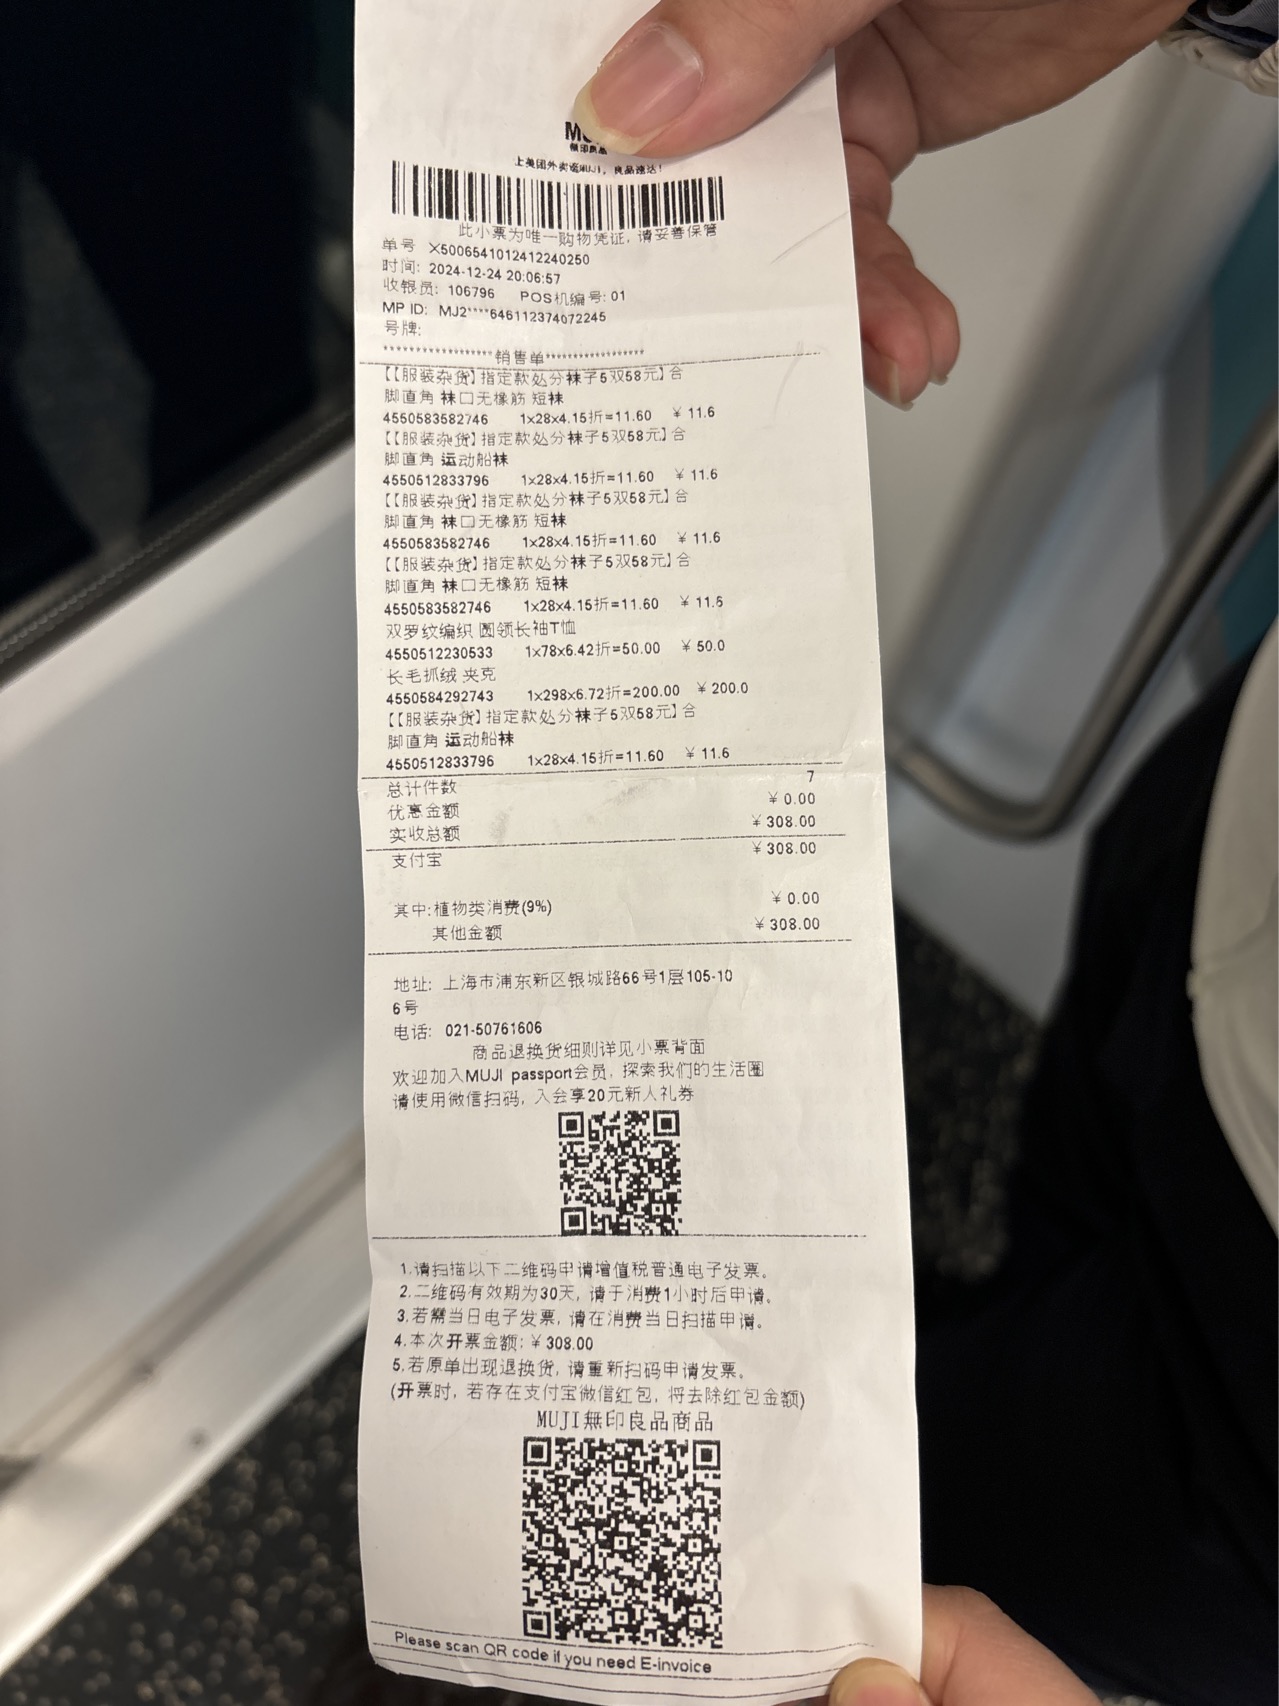 無印良品
上美团外卖逛MUJI，良品速达！
此小票为唯一购物凭证, 请妥善保管
单号 X5006541012412240250
时间: 2024-12-24 20:06:57
收银员: 106796 POS机编号: 01
MP ID: MJ2****646112374072245
号牌:
******************销售单******************
【【服装杂货】指定款处分袜子5双58元】合
脚直角 袜口无橡筋 短袜
4550583582746 1x28x4.15折=11.60 ￥11.6
【【服装杂货】指定款处分袜子5双58元】合
脚直角 运动船袜
4550512833796 1x28x4.15折=11.60 ￥11.6
【【服装杂货】指定款处分袜子5双58元】合
脚直角 袜口无橡筋 短袜
4550583582746 1x28x4.15折=11.60 ￥11.6
【【服装杂货】指定款处分袜子5双58元】合
脚直角 袜口无橡筋 短袜
4550583582746 1x28x4.15折=11.60 ￥11.6
双罗纹编织 圆领长袖T恤
4550512230533 1x78x6.42折=50.00 ￥50.0
长毛抓绒 夹克
4550584292743 1x298x6.72折=200.00 ￥200.0
【【服装杂货】指定款处分袜子5双58元】合
脚直角 运动船袜
4550512833796 1x28x4.15折=11.60 ￥11.6
总计件数 7
优惠金额 ￥0.00
实收总额 ￥308.00
支付宝 ￥308.00
其中:植物类消费(9%) ￥0.00
其他金额 ￥308.00
地址: 上海市浦东新区银城路66号1层105-10
6号
电话: 021-50761606
商品退换货细则详见小票背面
欢迎加入MUJI passport会员, 探索我们的生活圈
请使用微信扫码, 入会享20元新人礼券
1.请扫描以下二维码申请增值税普通电子发票。
2.二维码有效期为30天, 请于消费1小时后申请。
3.若需当日电子发票, 请在消费当日扫描申请。
4.本次开票金额: ￥308.00
5.若原单出现退换货, 请重新扫码申请发票。
(开票时, 若存在支付宝微信红包, 将去除红包金额)
MUJI無印良品商品
Please scan QR code if you need E-invoice